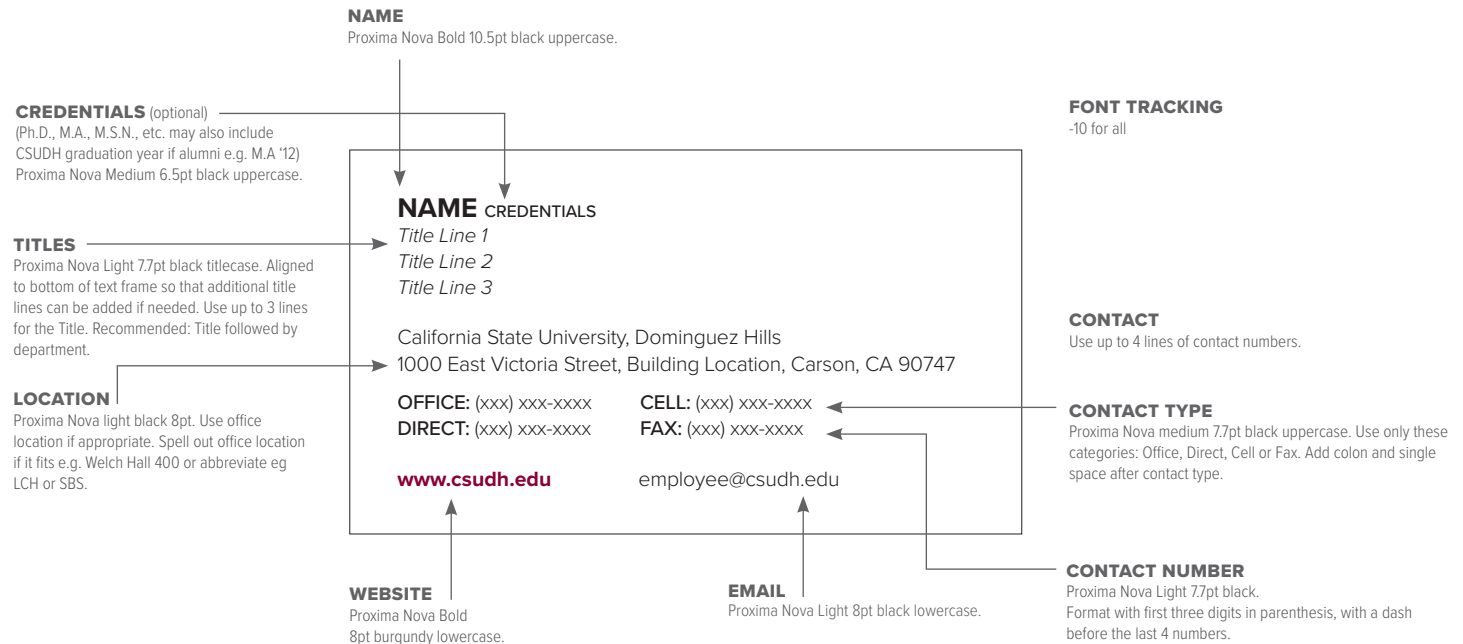 NAME
Proxima Nova Bold 10.5pt black uppercase.
CREDENTIALS (optional)
(Ph.D., M.A., M.S.N., etc. may also include
CSUDH graduation year if alumni e.g. M.A ‘12)
Proxima Nova Medium 6.5pt black uppercase.
TITLES
Proxima Nova Light 7.7pt black titlecase. Aligned
to bottom of text frame so that additional title
lines can be added if needed. Use up to 3 lines
for the Title. Recommended: Title followed by
department.
LOCATION
Proxima Nova light black 8pt. Use office
location if appropriate. Spell out office location
if it fits e.g. Welch Hall 400 or abbreviate eg
LCH or SBS.
NAME CREDENTIALS
Title Line 1
Title Line 2
Title Line 3
California State University, Dominguez Hills
1000 East Victoria Street, Building Location, Carson, CA 90747
OFFICE: (xxx) xxx-xxxx CELL: (xxx) xxx-xxxx
DIRECT: (xxx) xxx-xxxx FAX: (xxx) xxx-xxxx
www.csudh.edu employee@csudh.edu
WEBSITE
Proxima Nova Bold
8pt burgundy lowercase.
EMAIL
Proxima Nova Light 8pt black lowercase.
FONT TRACKING
-10 for all
CONTACT
Use up to 4 lines of contact numbers.
CONTACT TYPE
Proxima Nova medium 7.7pt black uppercase. Use only these
categories: Office, Direct, Cell or Fax. Add colon and single
space after contact type.
CONTACT NUMBER
Proxima Nova Light 7.7pt black.
Format with first three digits in parenthesis, with a dash
before the last 4 numbers.